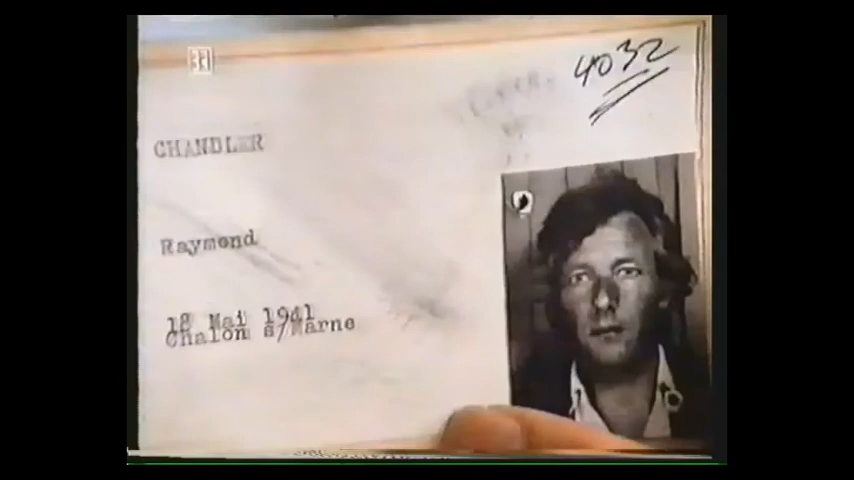 4032
CHANDLER
Raymond
18 Mai 1941
Chalon s/Marne